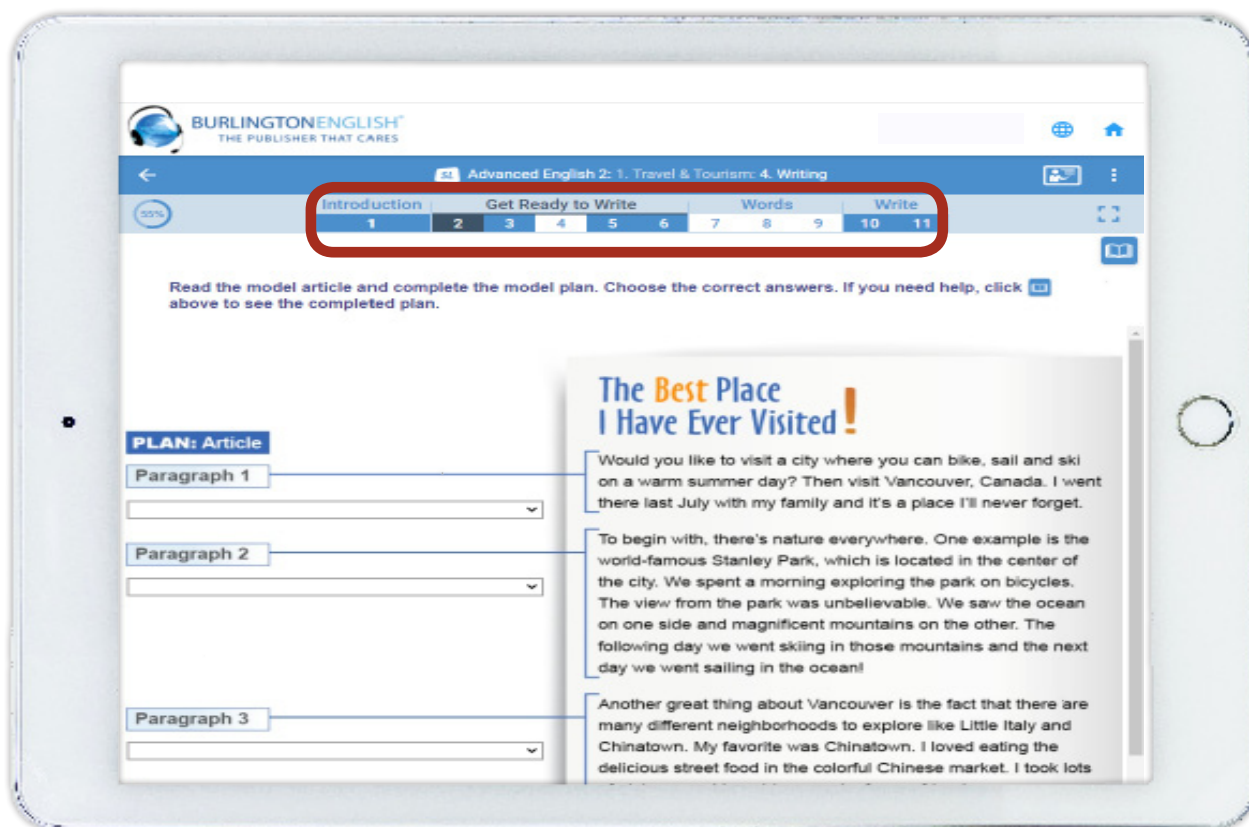 BURLINGTONENGLISH®
THE PUBLISHER THAT CARES
SL Advanced English 2: 1. Travel & Tourism: 4. Writing
55%
Introduction Get Ready to Write Words Write
1 2 3 4 5 6 7 8 9 10 11
Read the model article and complete the model plan. Choose the correct answers. If you need help, click
above to see the completed plan.
The Best Place
I Have Ever Visited!
PLAN: Article
Paragraph 1
Would you like to visit a city where you can bike, sail and ski
on a warm summer day? Then visit Vancouver, Canada. I went
there last July with my family and it's a place I'll never forget.
Paragraph 2
To begin with, there's nature everywhere. One example is the
world-famous Stanley Park, which is located in the center of
the city. We spent a morning exploring the park on bicycles.
The view from the park was unbelievable. We saw the ocean
on one side and magnificent mountains on the other. The
following day we went skiing in those mountains and the next
day we went sailing in the ocean!
Paragraph 3
Another great thing about Vancouver is the fact that there are
many different neighborhoods to explore like Little Italy and
Chinatown. My favorite was Chinatown. I loved eating the
delicious street food in the colorful Chinese market. I took lots